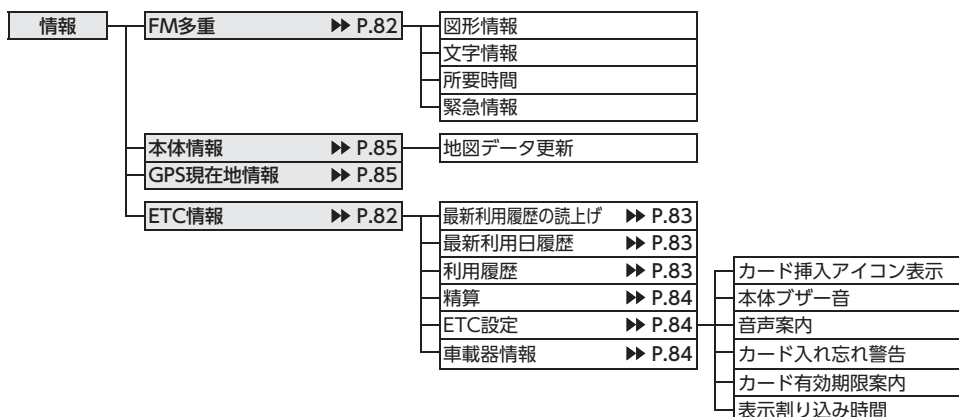 情報
FM多重 ▶▶ P.82
図形情報
文字情報
所要時間
緊急情報
本体情報 ▶▶ P.85
地図データ更新
GPS現在地情報 ▶▶ P.85
ETC情報 ▶▶ P.82
最新利用履歴の読上げ ▶▶ P.83
最新利用日履歴 ▶▶ P.83
利用履歴 ▶▶ P.83
精算 ▶▶ P.84
ETC設定 ▶▶ P.84
車載器情報 ▶▶ P.84
カード挿入アイコン表示
本体ブザー音
音声案内
カード入れ忘れ警告
カード有効期限案内
表示割り込み時間